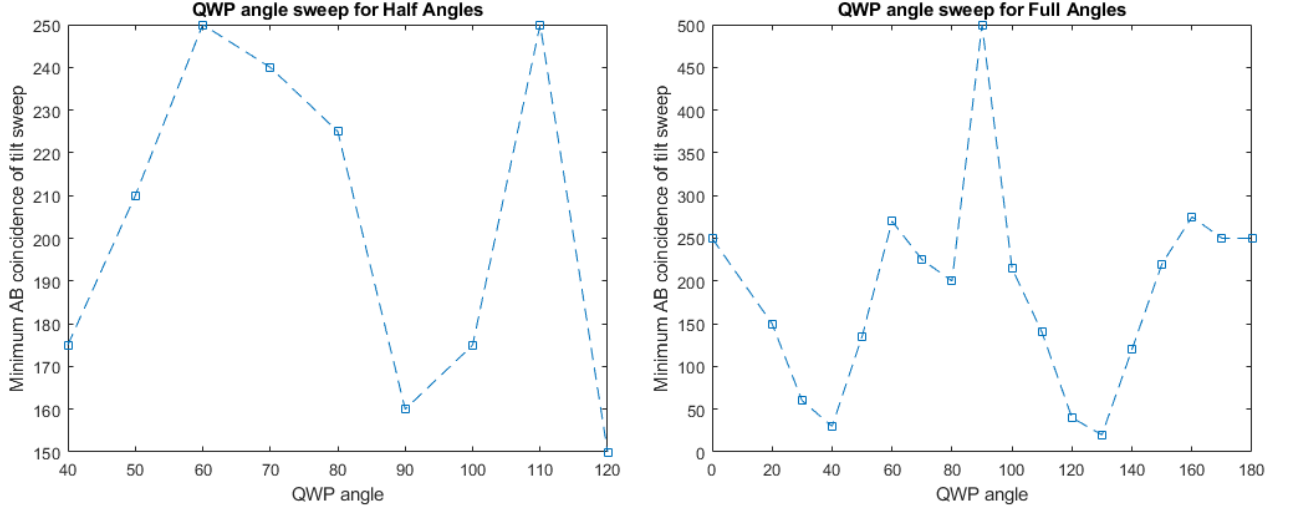 QWP angle sweep for Half Angles
Minimum AB coincidence of tilt sweep
250
240
230
220
210
200
190
180
170
160
150
40 50 60 70 80 90 100 110 120
QWP angle
QWP angle sweep for Full Angles
Minimum AB coincidence of tilt sweep
500
450
400
350
300
250
200
150
100
50
0
0 20 40 60 80 100 120 140 160 180
QWP angle